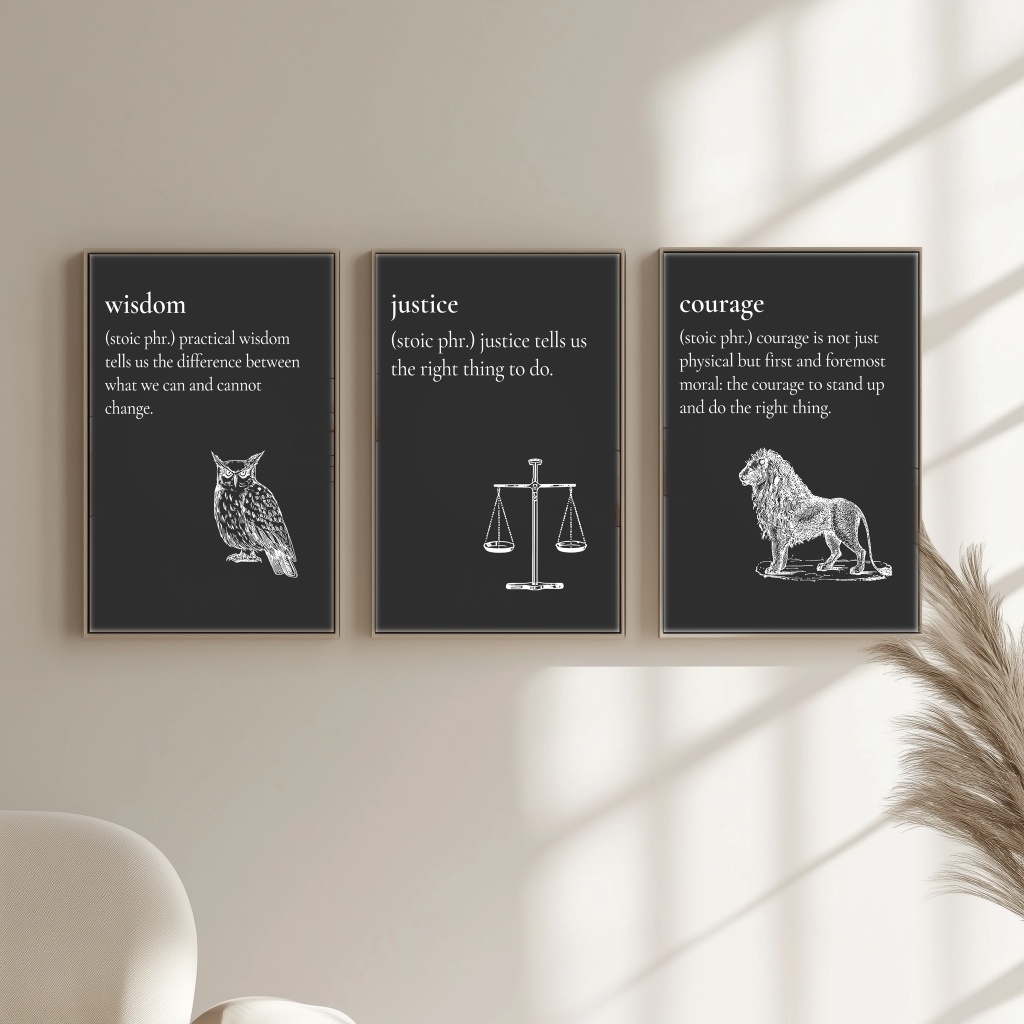 wisdom
(stoic phr.) practical wisdom
tells us the difference between
what we can and cannot
change.
justice
(stoic phr.) justice tells us
the right thing to do.
courage
(stoic phr.) courage is not just
physical but first and foremost
moral: the courage to stand up
and do the right thing.